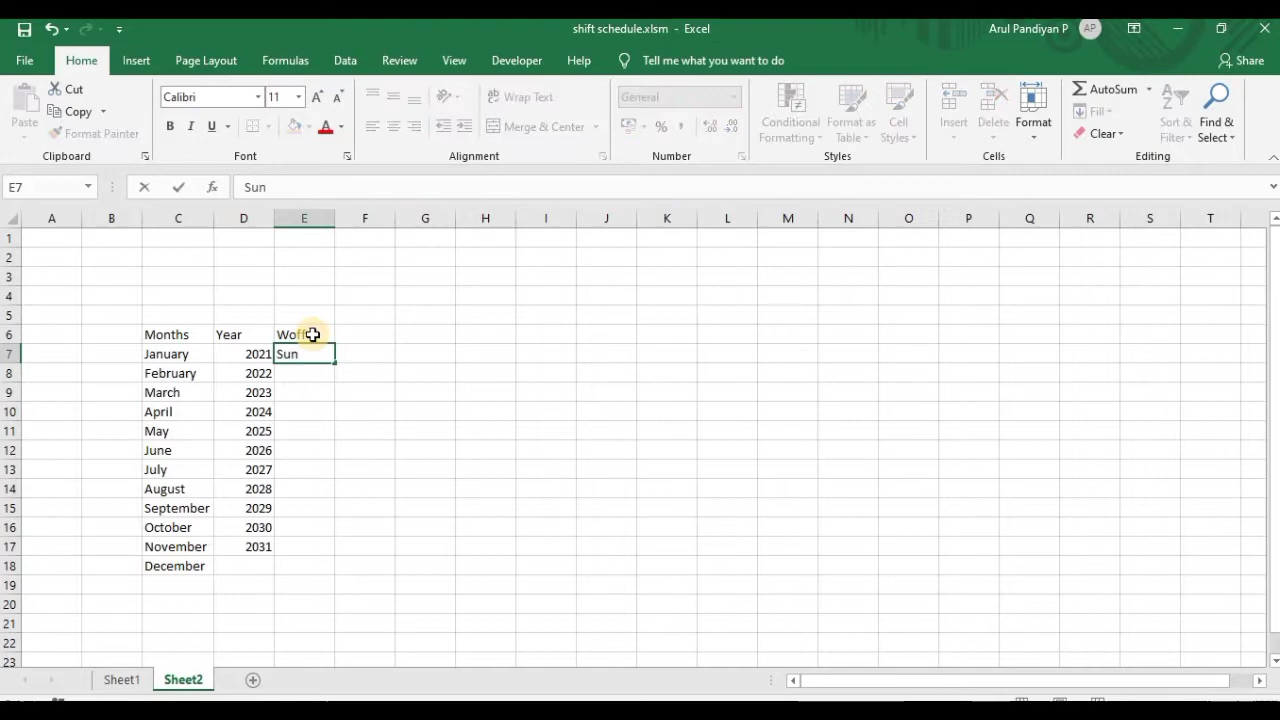 shift schedule.xlsm - Excel
Arul Pandiyan P AP
File Home Insert Page Layout Formulas Data Review View Developer Help Tell me what you want to do Share
Paste Cut Copy Format Painter Clipboard
Calibri 11 A A B I U A Font
ab Wrap Text Merge & Center Alignment
General % , Number
Conditional Formatting Format as Table Cell Styles Styles
Insert Delete Format Cells
AutoSum Fill Clear Sort & Filter Find & Select Editing
E7 fx Sun
A B C D E F G H I J K L M N O P Q R S T
1
2
3
4
5
6 Months Year Woff
7 January 2021 Sun
8 February 2022
9 March 2023
10 April 2024
11 May 2025
12 June 2026
13 July 2027
14 August 2028
15 September 2029
16 October 2030
17 November 2031
18 December
19
20
21
22
23
Sheet1 Sheet2